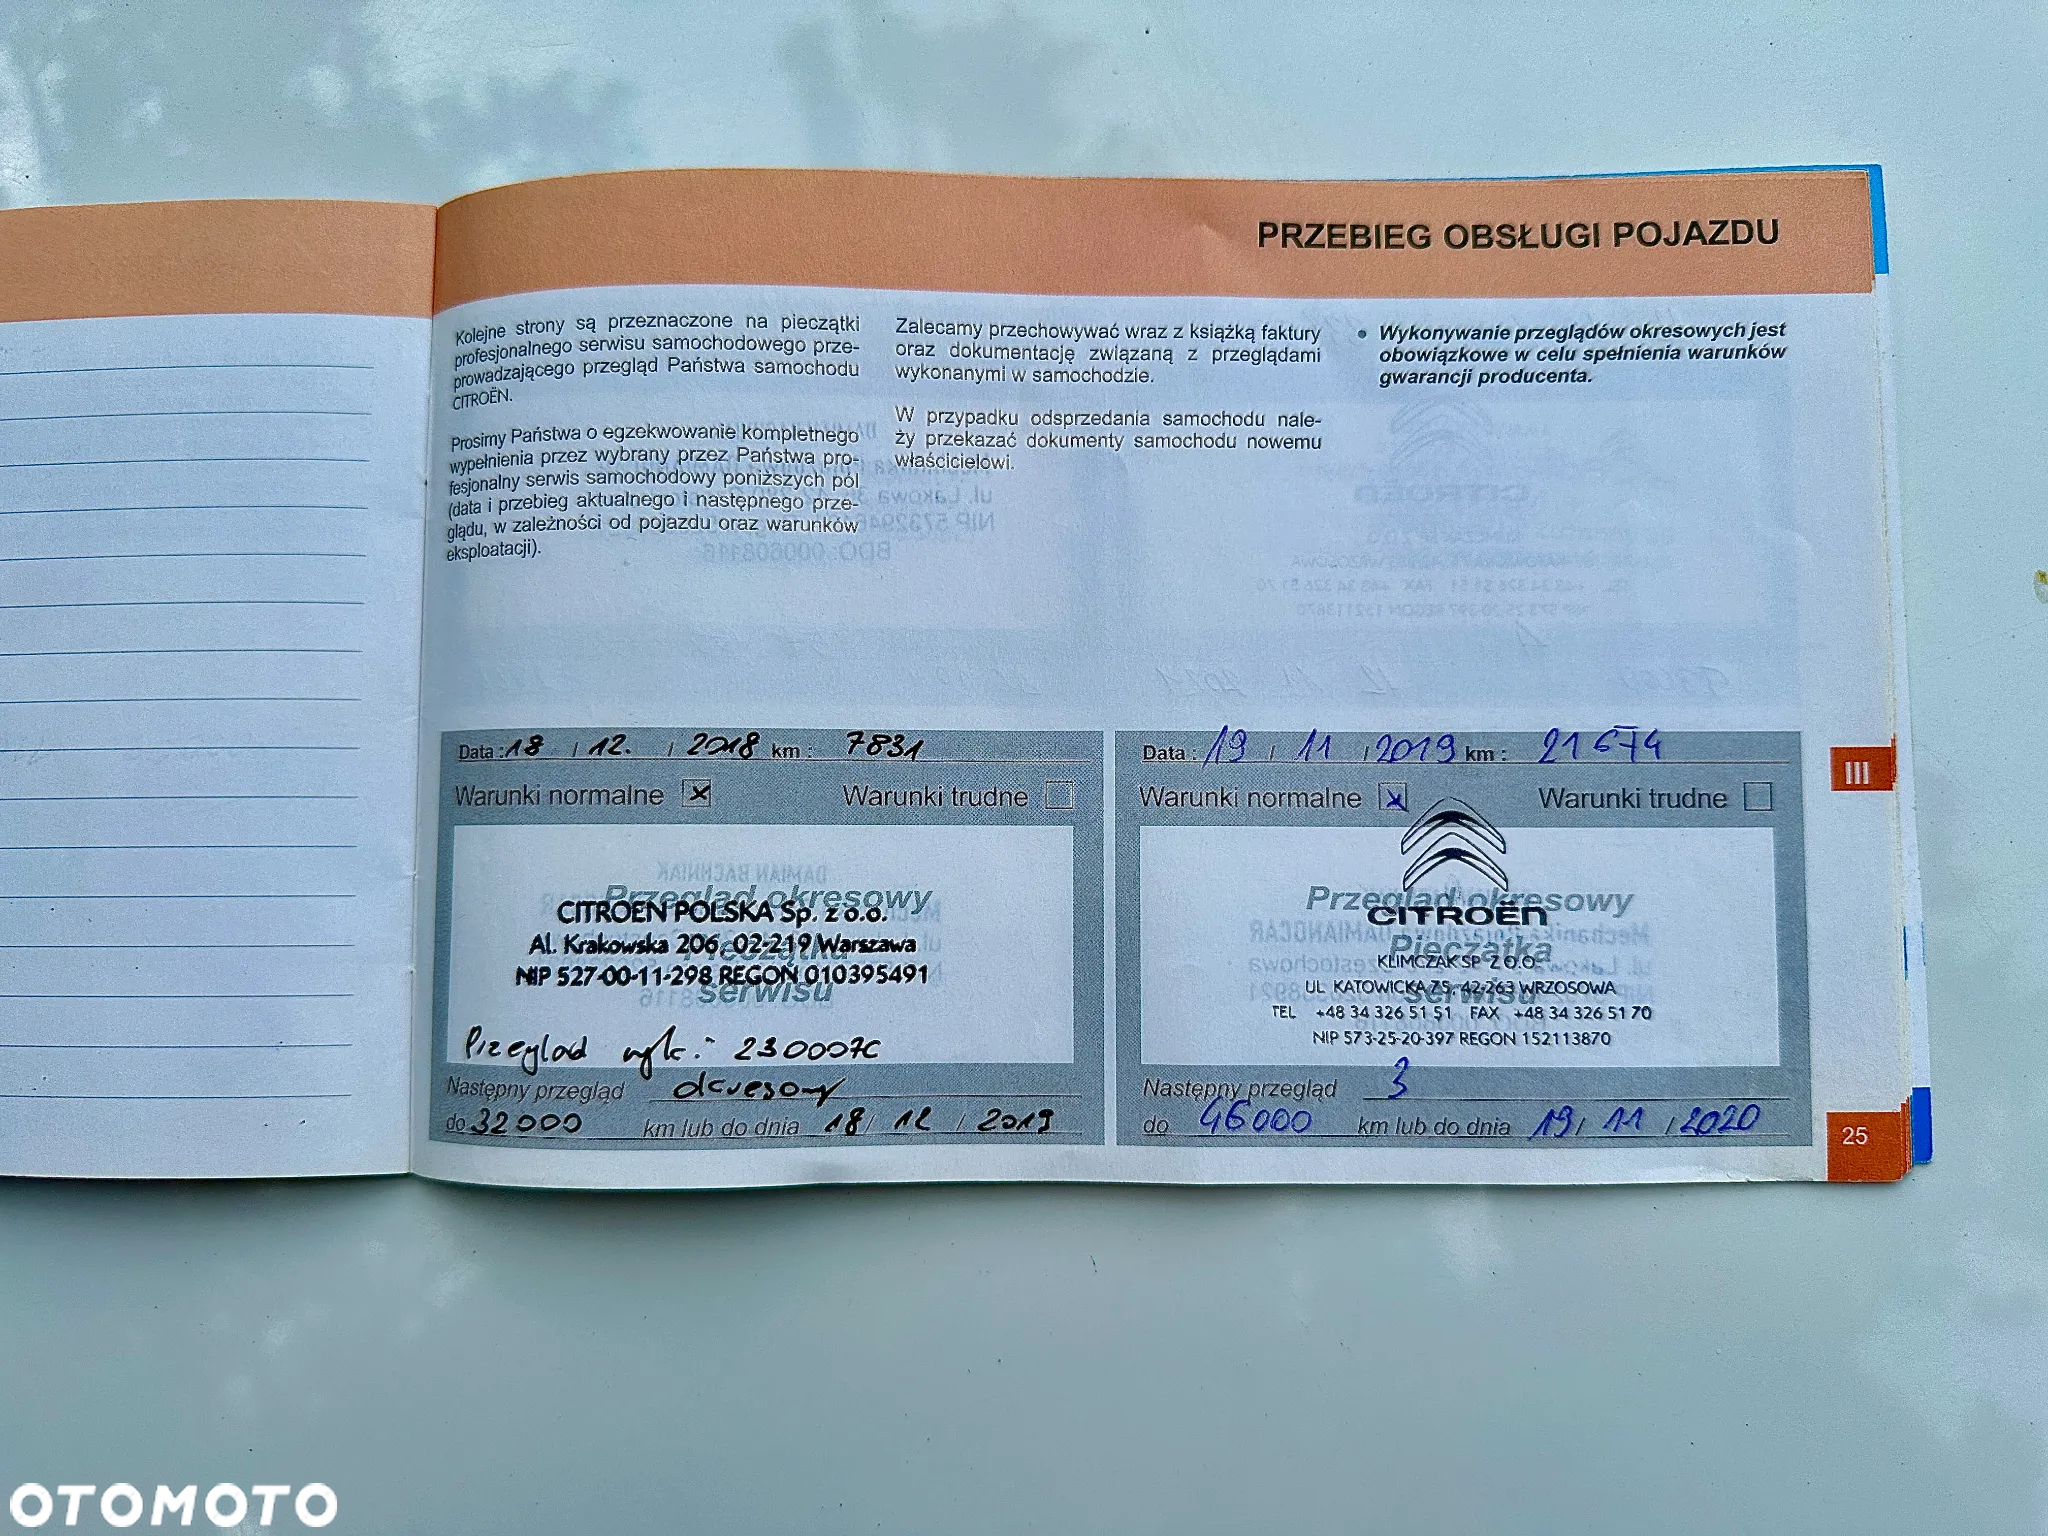 PRZEBIEG OBSŁUGI POJAZDU
Kolejne strony są przeznaczone na pieczątki
profesjonalnego serwisu samochodowego prze-
prowadzającego przegląd Państwa samochodu
CITROËN.
Prosimy Państwa o egzekwowanie kompletnego
wypełnienia przez wybrany przez Państwa pro-
fesjonalny serwis samochodowy poniższych pól
(data i przebieg aktualnego i następnego prze-
glądu, w zależności od pojazdu oraz warunków
eksploatacji).
Zalecamy przechowywać wraz z książką faktury
oraz dokumentację związaną z przeglądami
wykonanymi w samochodzie.
W przypadku odsprzedania samochodu nale-
ży przekazać dokumenty samochodu nowemu
właścicielowi.
• Wykonywanie przeglądów okresowych jest
obowiązkowe w celu spełnienia warunków
gwarancji producenta.
Data : 18 / 12. / 2018 km : 7831
Warunki normalne x Warunki trudne
Przegląd okresowy
CITROEN POLSKA Sp. z o.o.
Al. Krakowska 206, 02-219 Warszawa
Pieczątka
NIP 527-00-11-298 REGON 010395491
serwisu
Przegląd wyk.: 230007C
Następny przegląd okresowy
do 32000 km lub do dnia 18 / 12 / 2019
Data : 19 / 11 / 2019 km : 21674
Warunki normalne x Warunki trudne
Przegląd okresowy
CITROËN
Pieczątka
KLIMCZAK SP Z O.O.
UL KATOWICKA 75, 42-263 WRZOSOWA
serwisu
TEL +48 34 326 51 51 FAX +48 34 326 51 70
NIP 573-25-20-397 REGON 152113870
Następny przegląd 3
do 46000 km lub do dnia 19 / 11 / 2020
III
25
OTOMOTO